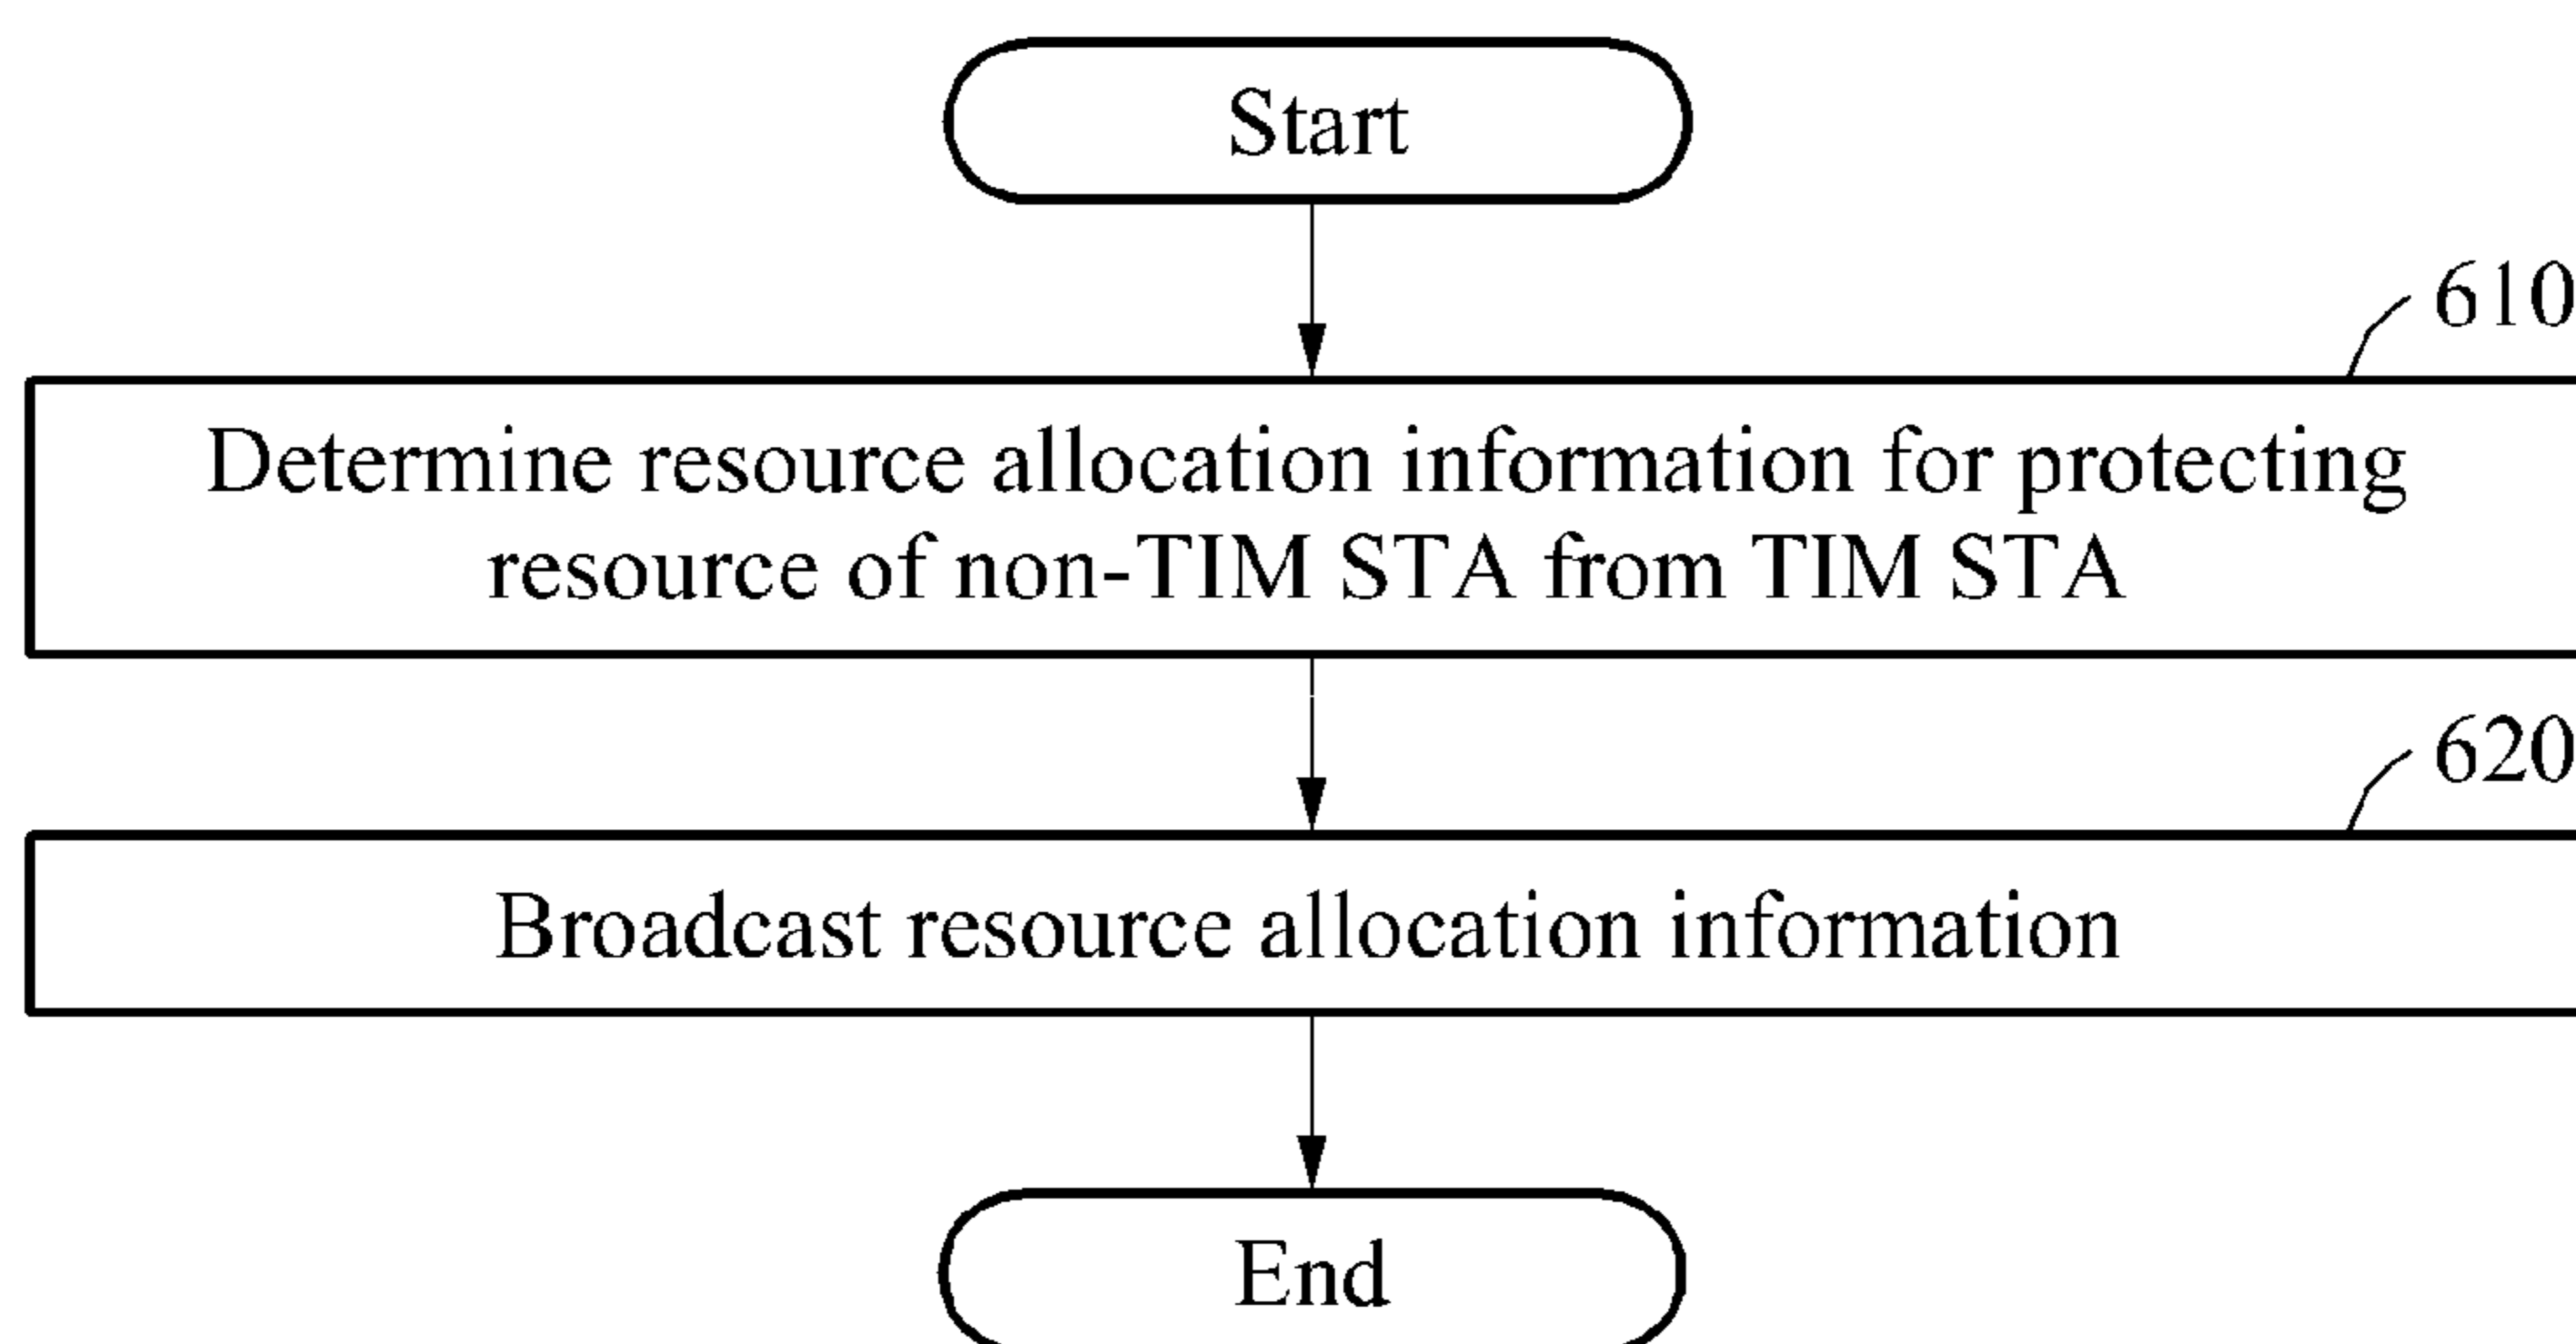 Start
610
Determine resource allocation information for protecting
resource of non-TIM STA from TIM STA
620
Broadcast resource allocation information
End